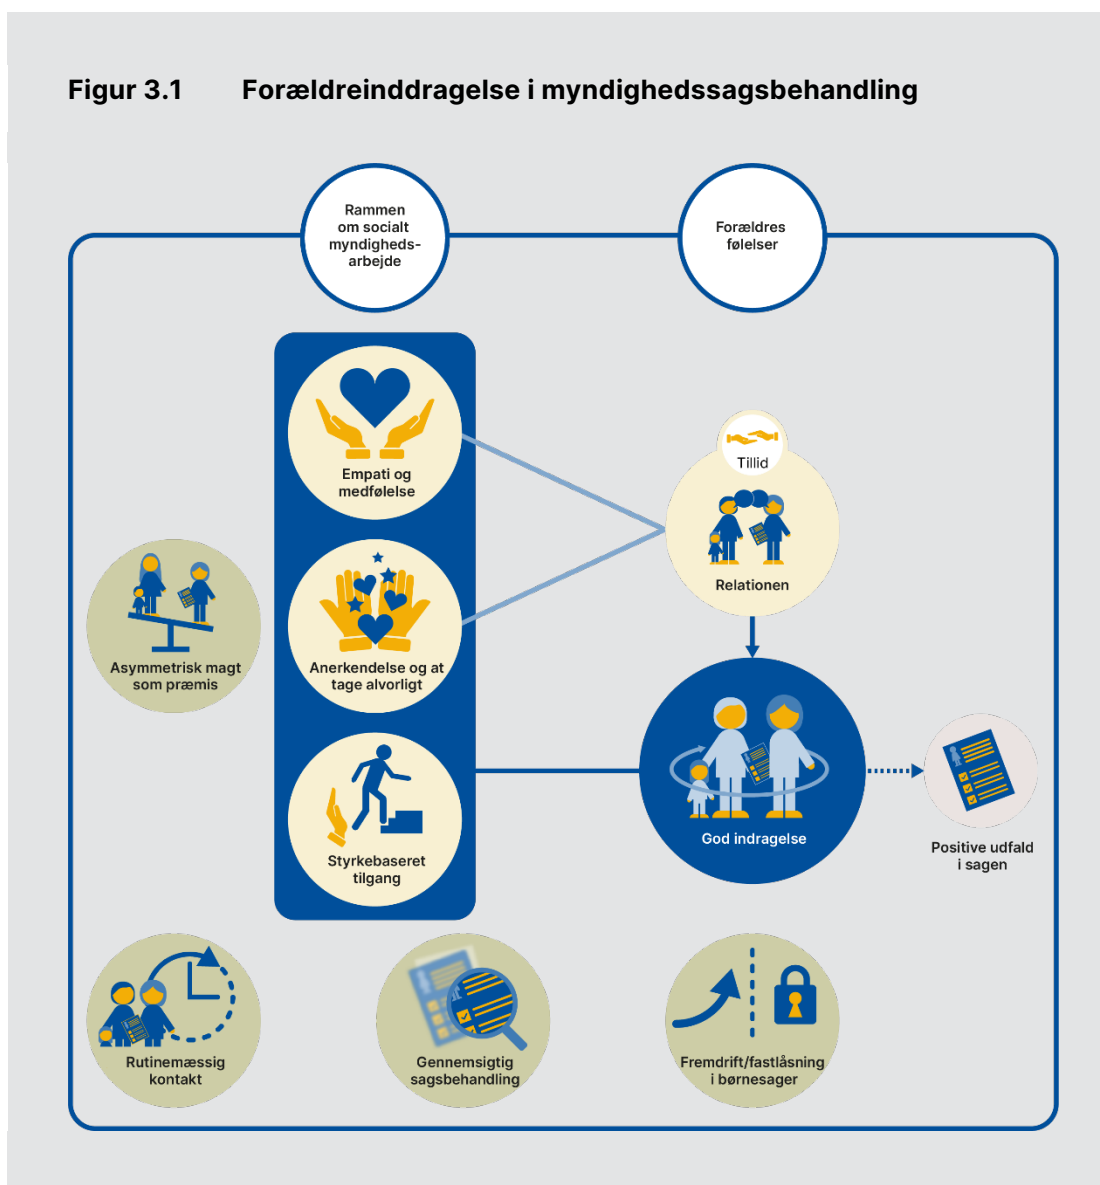 Figur 3.1 Forældreinddragelse i myndighedssagsbehandling
Rammen
om socialt
myndigheds-
arbejde
Forældres
følelser
Empati og
medfølelse
Tillid
Relationen
Asymmetrisk magt
som præmis
Anerkendelse og at
tage alvorligt
Styrkebaseret
tilgang
God indragelse
Positive udfald
i sagen
Rutinemæssig
kontakt
Gennemsigtig
sagsbehandling
Fremdrift/fastlåsning
i børnesager